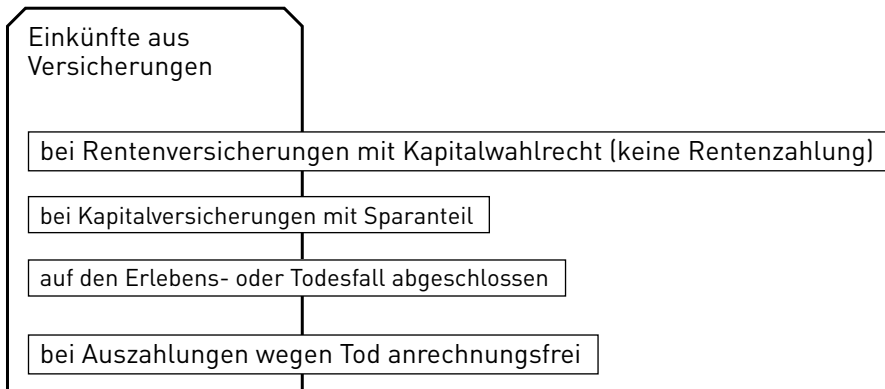 Einkünfte aus
Versicherungen
bei Rentenversicherungen mit Kapitalwahlrecht (keine Rentenzahlung)
bei Kapitalversicherungen mit Sparanteil
auf den Erlebens- oder Todesfall abgeschlossen
bei Auszahlungen wegen Tod anrechnungsfrei